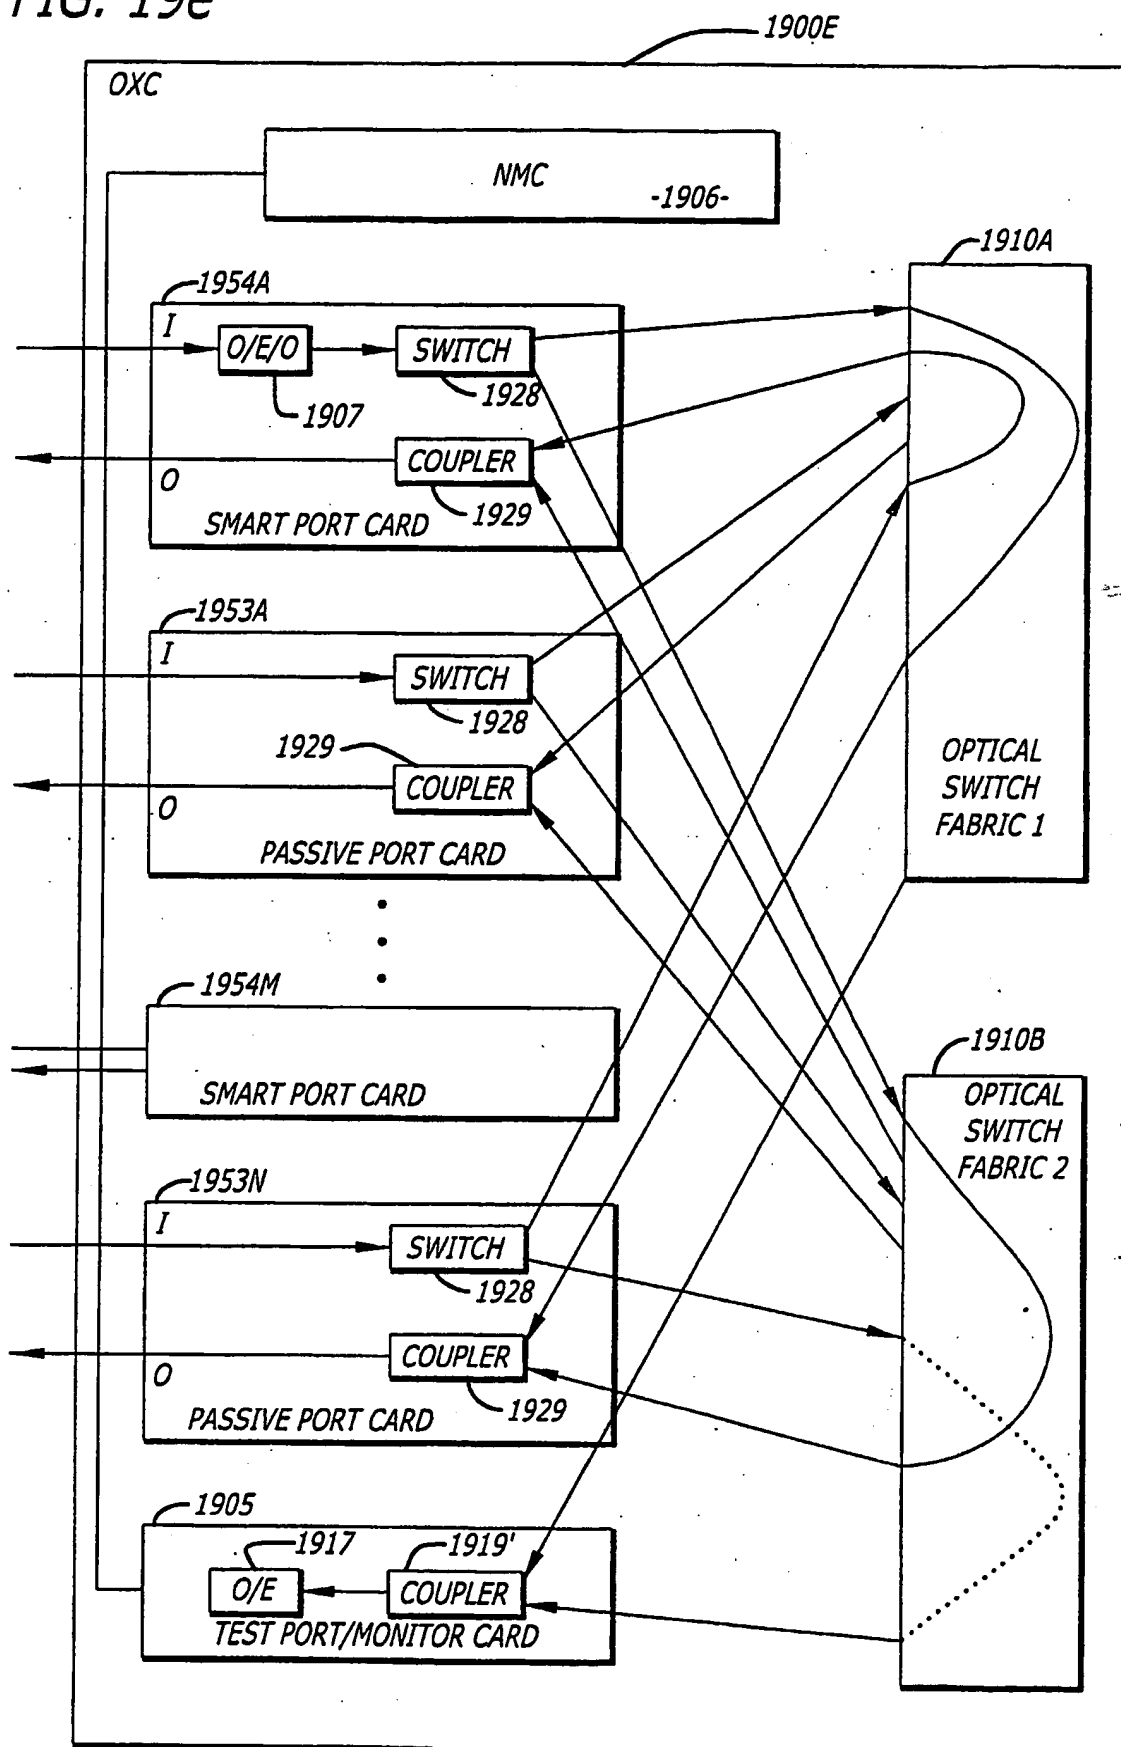 FIG. 19e
1900E
OXC
NMC
-1906-
1910A
1954A
I
O/E/O
SWITCH
1928
1907
COUPLER
O
1929
SMART PORT CARD
1953A
I
SWITCH
1928
1929
COUPLER
O
PASSIVE PORT CARD
OPTICAL
SWITCH
FABRIC 1
1954M
SMART PORT CARD
1910B
OPTICAL
SWITCH
FABRIC 2
1953N
I
SWITCH
1928
COUPLER
O
1929
PASSIVE PORT CARD
1905
1917
1919'
O/E
COUPLER
TEST PORT/MONITOR CARD